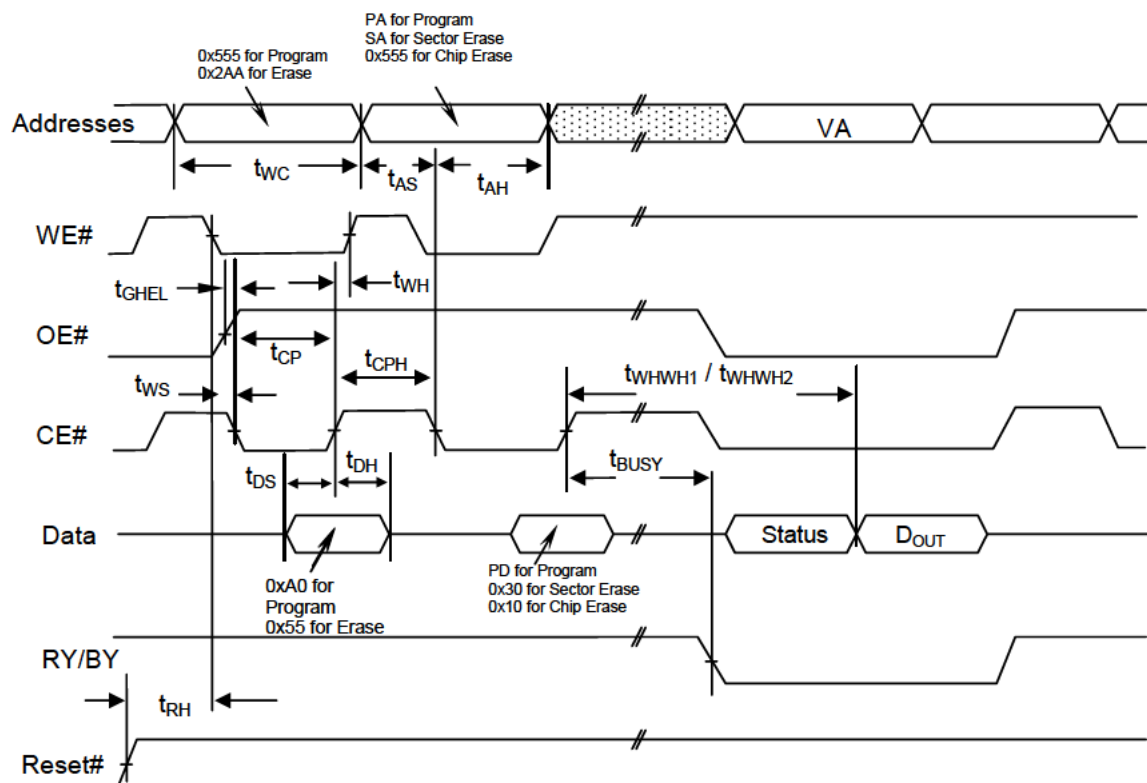 PA for Program
SA for Sector Erase
0x555 for Chip Erase
0x555 for Program
0x2AA for Erase
Addresses
VA
tWC
tAS
tAH
WE#
tGHEL
tWH
OE#
tCP
tCPH
tWHWH1 / tWHWH2
tWS
CE#
tDS
tDH
tBUSY
Data
Status
DOUT
0xA0 for
Program
0x55 for Erase
PD for Program
0x30 for Sector Erase
0x10 for Chip Erase
RY/BY
tRH
Reset#